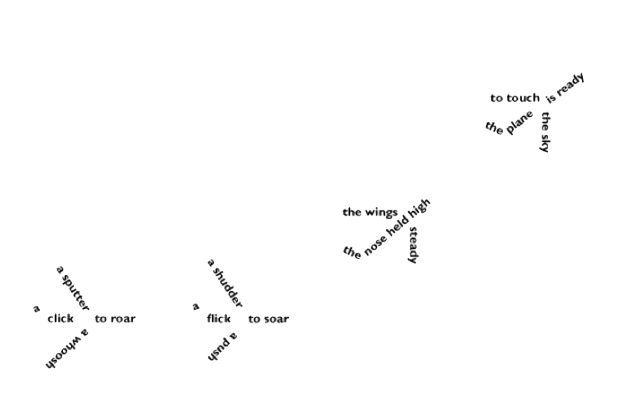 a sputter
a
click
to roar
a whoosh
a shudder
a
flick
to soar
a push
the wings
the nose held high
steady
to touch
the plane
is ready
the sky